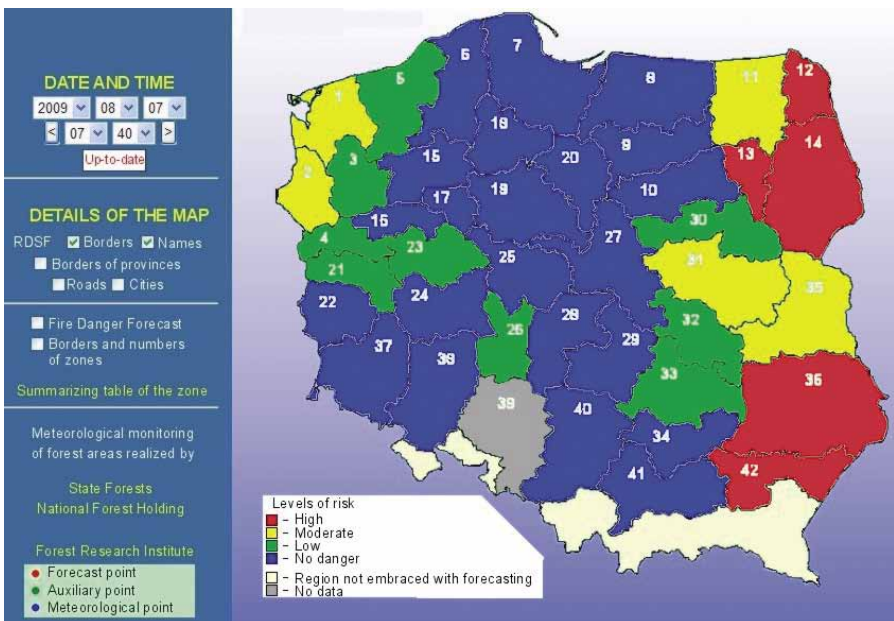 DATE AND TIME
2009 08 07
< 07 40 >
Up-to-date
DETAILS OF THE MAP
RDSF Borders Names
Borders of provinces
Roads Cities
Fire Danger Forecast
Borders and numbers
of zones
Summarizing table of the zone
Meteorological monitoring
of forest areas realized by
State Forests
National Forest Holding
Forest Research Institute
Forecast point
Auxiliary point
Meteorological point
7
6
8
12
5
11
1
18
14
9
13
15
3
20
10
2
19
17
16
30
27
4
23
25
31
21
35
22
24
28
32
26
29
37
38
33
36
39
40
34
42
41
Levels of risk
- High
- Moderate
- Low
- No danger
- Region not embraced with forecasting
- No data